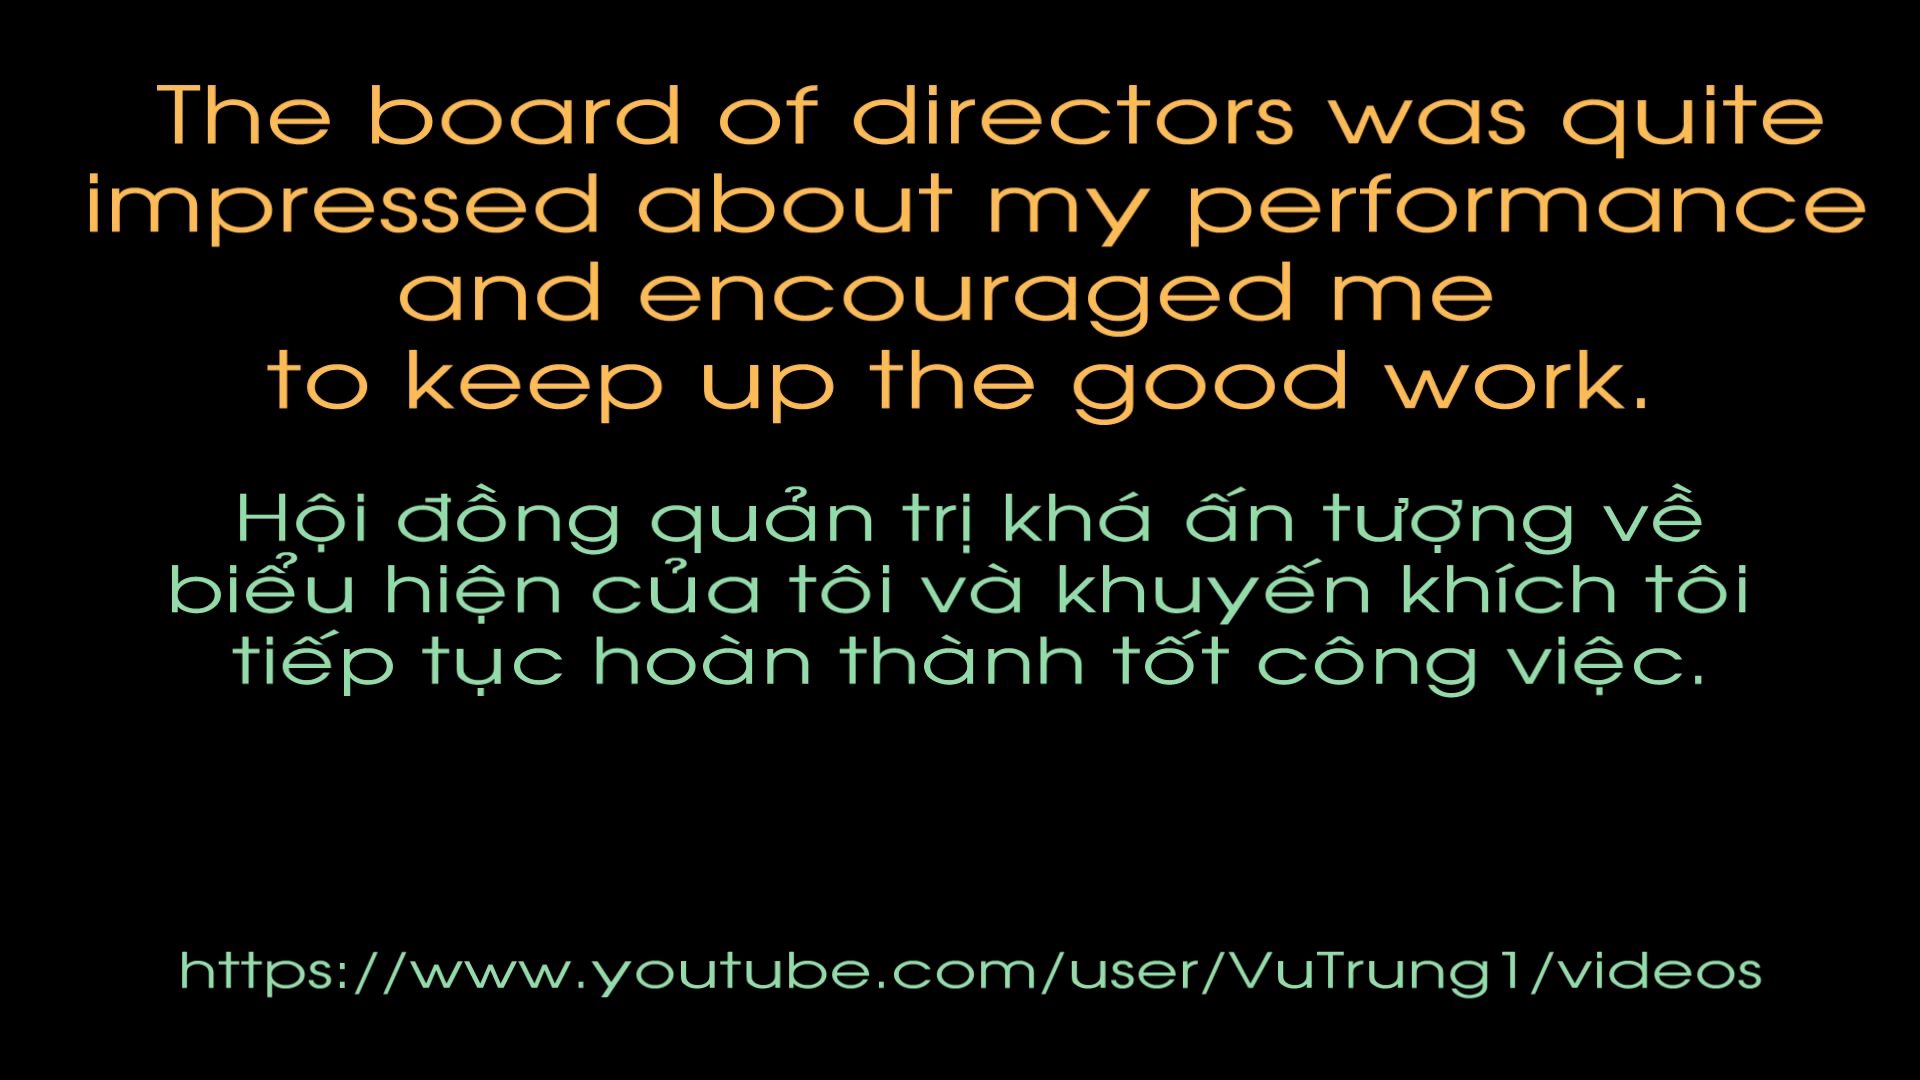 The board of directors was quite
impressed about my performance
and encouraged me
to keep up the good work.
Hội đồng quản trị khá ấn tượng về
biểu hiện của tôi và khuyến khích tôi
tiếp tục hoàn thành tốt công việc.
https://www.youtube.com/user/VuTrung1/videos